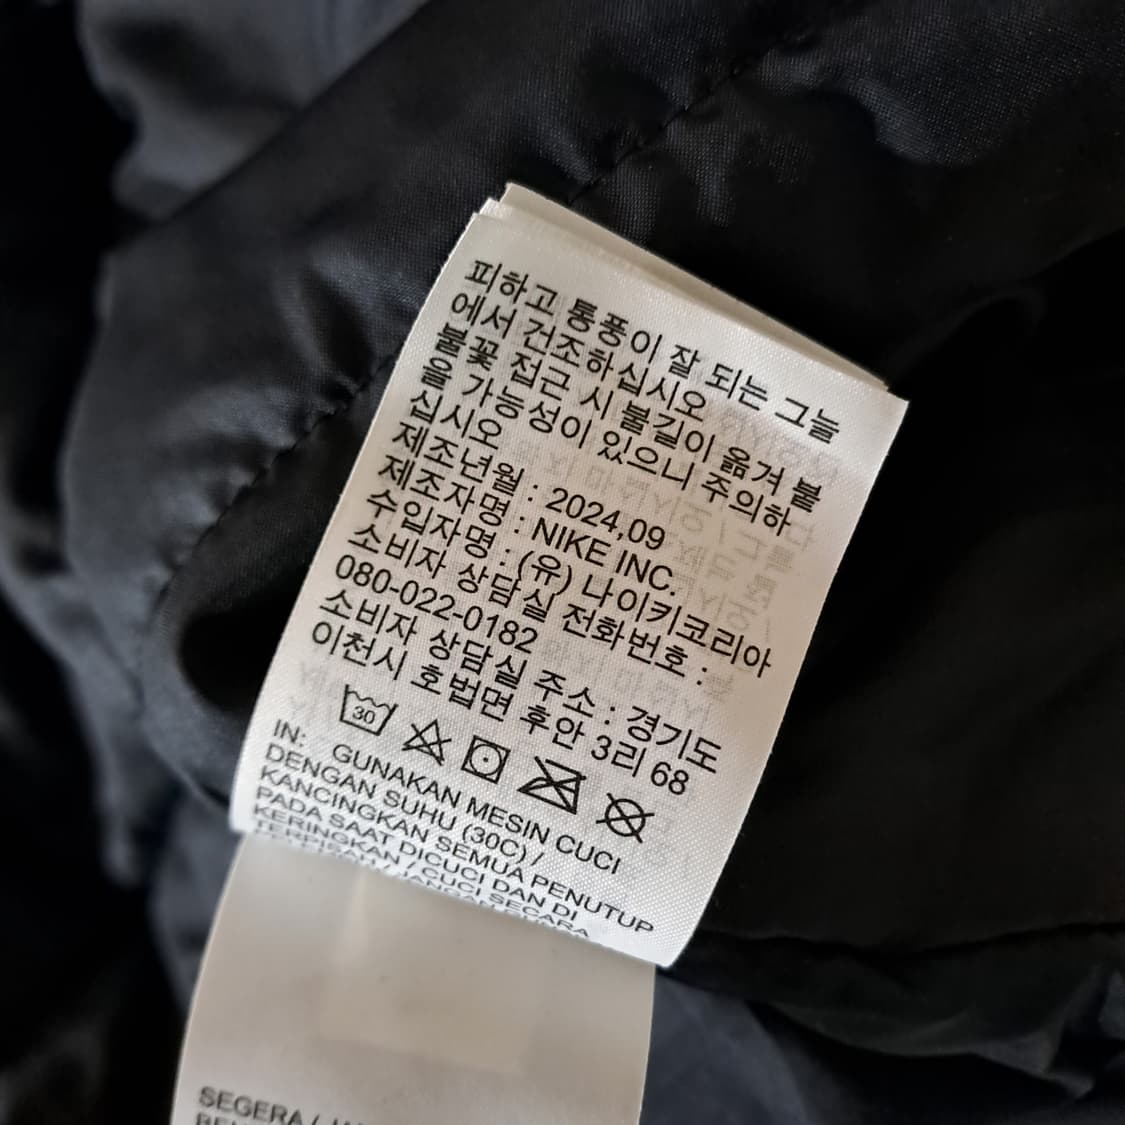 피하고 통풍이 잘 되는 그늘
에서 건조하십시오
불꽃 접근 시 불길이 옮겨 붙
을 가능성이 있으니 주의하
십시오
제조년월 : 2024,09
제조자명 : NIKE INC.
수입자명 : (유) 나이키코리아
소비자 상담실 전화번호 :
080-022-0182
소비자 상담실 주소 : 경기도
이천시 호법면 후안 3리 68
30
IN: GUNAKAN MESIN CUCI
DENGAN SUHU (30C) /
PANCINGKAN SEMUA PENUTUP
PADA SAAT DICUCI DAN DI
KERINGKAN / CUCI SECARA
TERPISAH / JANGAN
SEGERA /